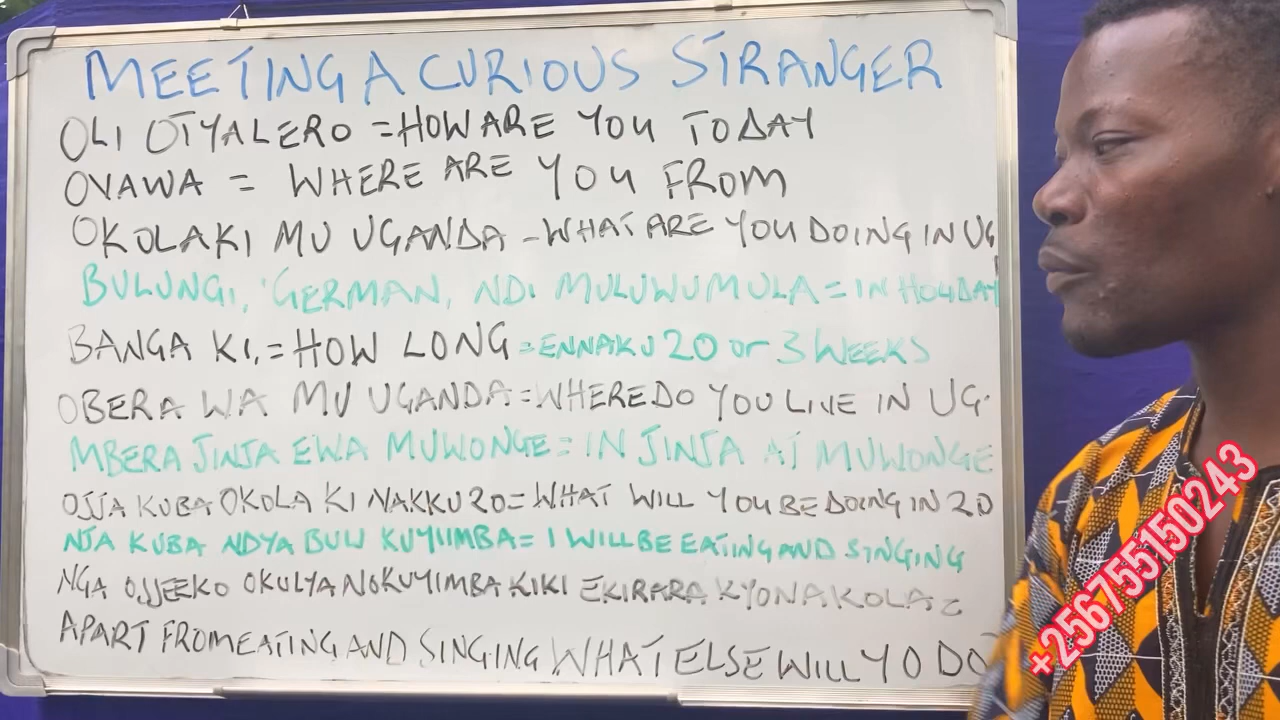 MEETING A CURIOUS STRANGER
OLI OTYALERO = HOW ARE YOU TODAY
OVAWA = WHERE ARE YOU FROM
OKOLAKI MU UGANDA - WHAT ARE YOU DOING IN UG
BULUNGI, GERMAN, NDI MULUWUMULA = IN HOLIDAY
BANGA KI, = HOW LONG = ENNAKU 20 or 3 WEEKS
OBERA WA MU UGANDA = WHERE DO YOU LIVE IN UG.
MBERA JINJA EWA MUWONGE = IN JINJA AT MUWONGE
OJJA KUBA OKOLA KI NAKKU 20 = WHAT WILL YOU BE DOING IN 20
NJA KUBA NDYA BULI KUYIIMBA = I WILL BE EATING AND SINGING
NGA OJJEEKO OKULYA NOKUYIMBA KIKI EKIRARA KYONAKOLA =
APART FROM EATING AND SINGING WHAT ELSE WILL YO DO
+256755150243